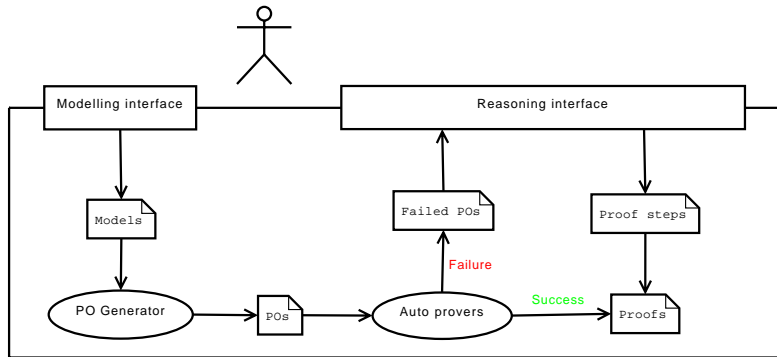 Modelling interface
Reasoning interface
Models
Failed POs
Proof steps
Failure
PO Generator
POs
Auto provers
Success
Proofs